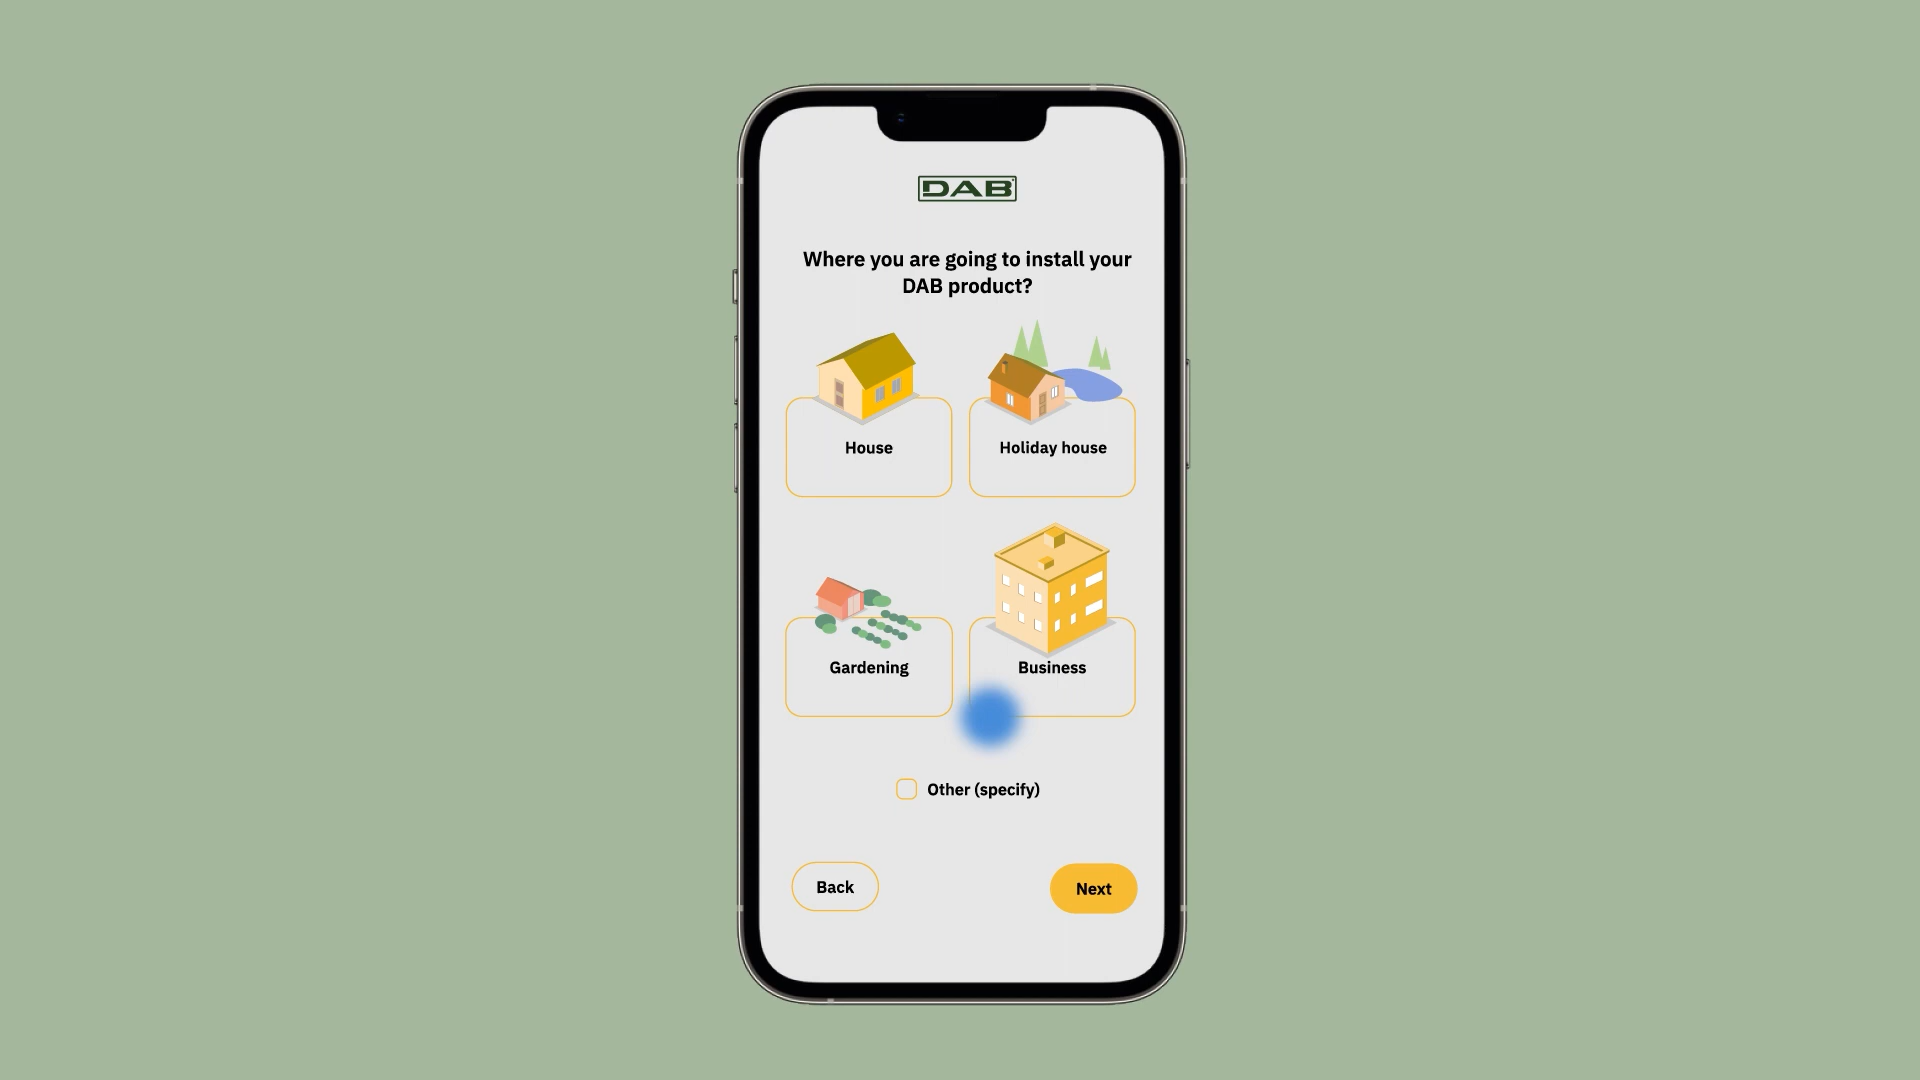 DAB
Where you are going to install your
DAB product?
House
Holiday house
Gardening
Business
Other (specify)
Back
Next